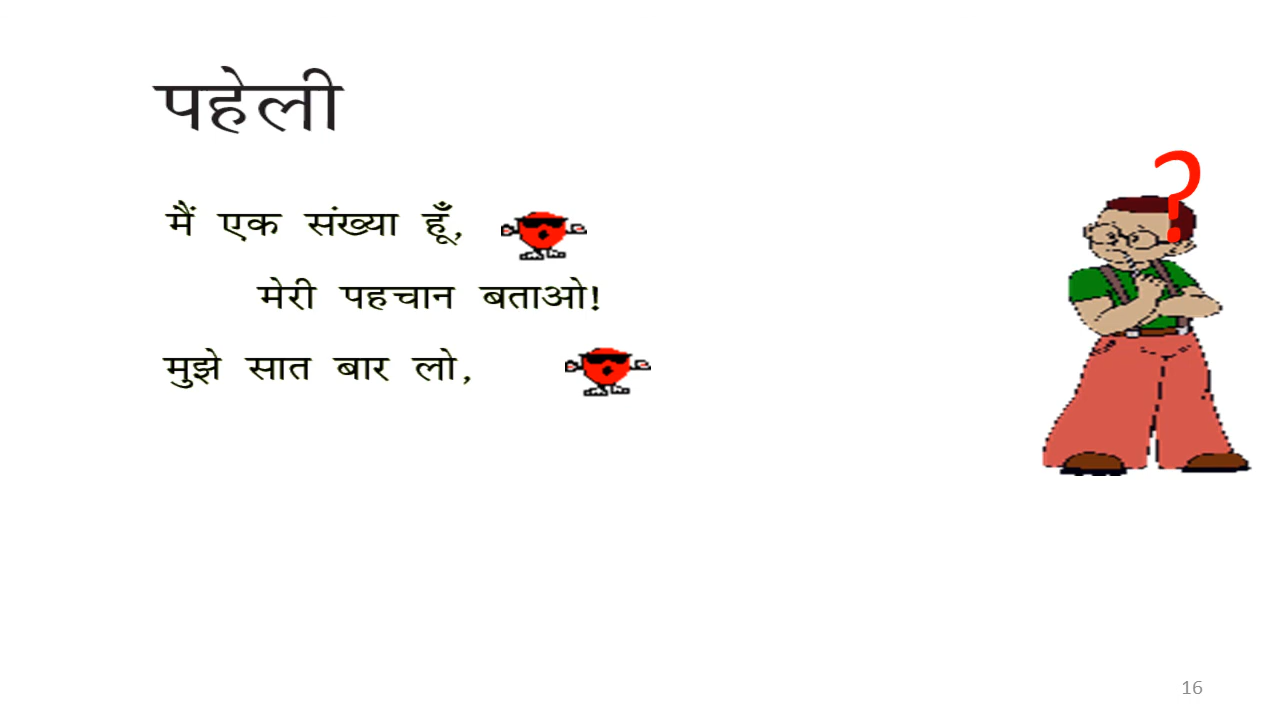 पहेली
मैं एक संख्या हूँ,
मेरी पहचान बताओ!
मुझे सात बार लो,
?
16